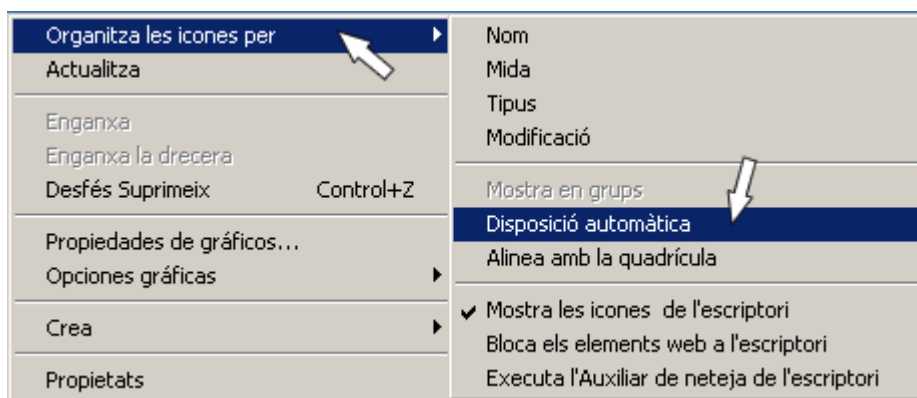 Organitza les icones per
Actualitza
Enganxa
Enganxa la drecera
Desfés Suprimeix Control+Z
Propiedades de gráficos...
Opciones gráficas
Crea
Propietats
Nom
Mida
Tipus
Modificació
Mostra en grups
Disposició automàtica
Alinea amb la quadrícula
Mostra les icones de l'escriptori
Bloca els elements web a l'escriptori
Executa l'Auxiliar de neteja de l'escriptori